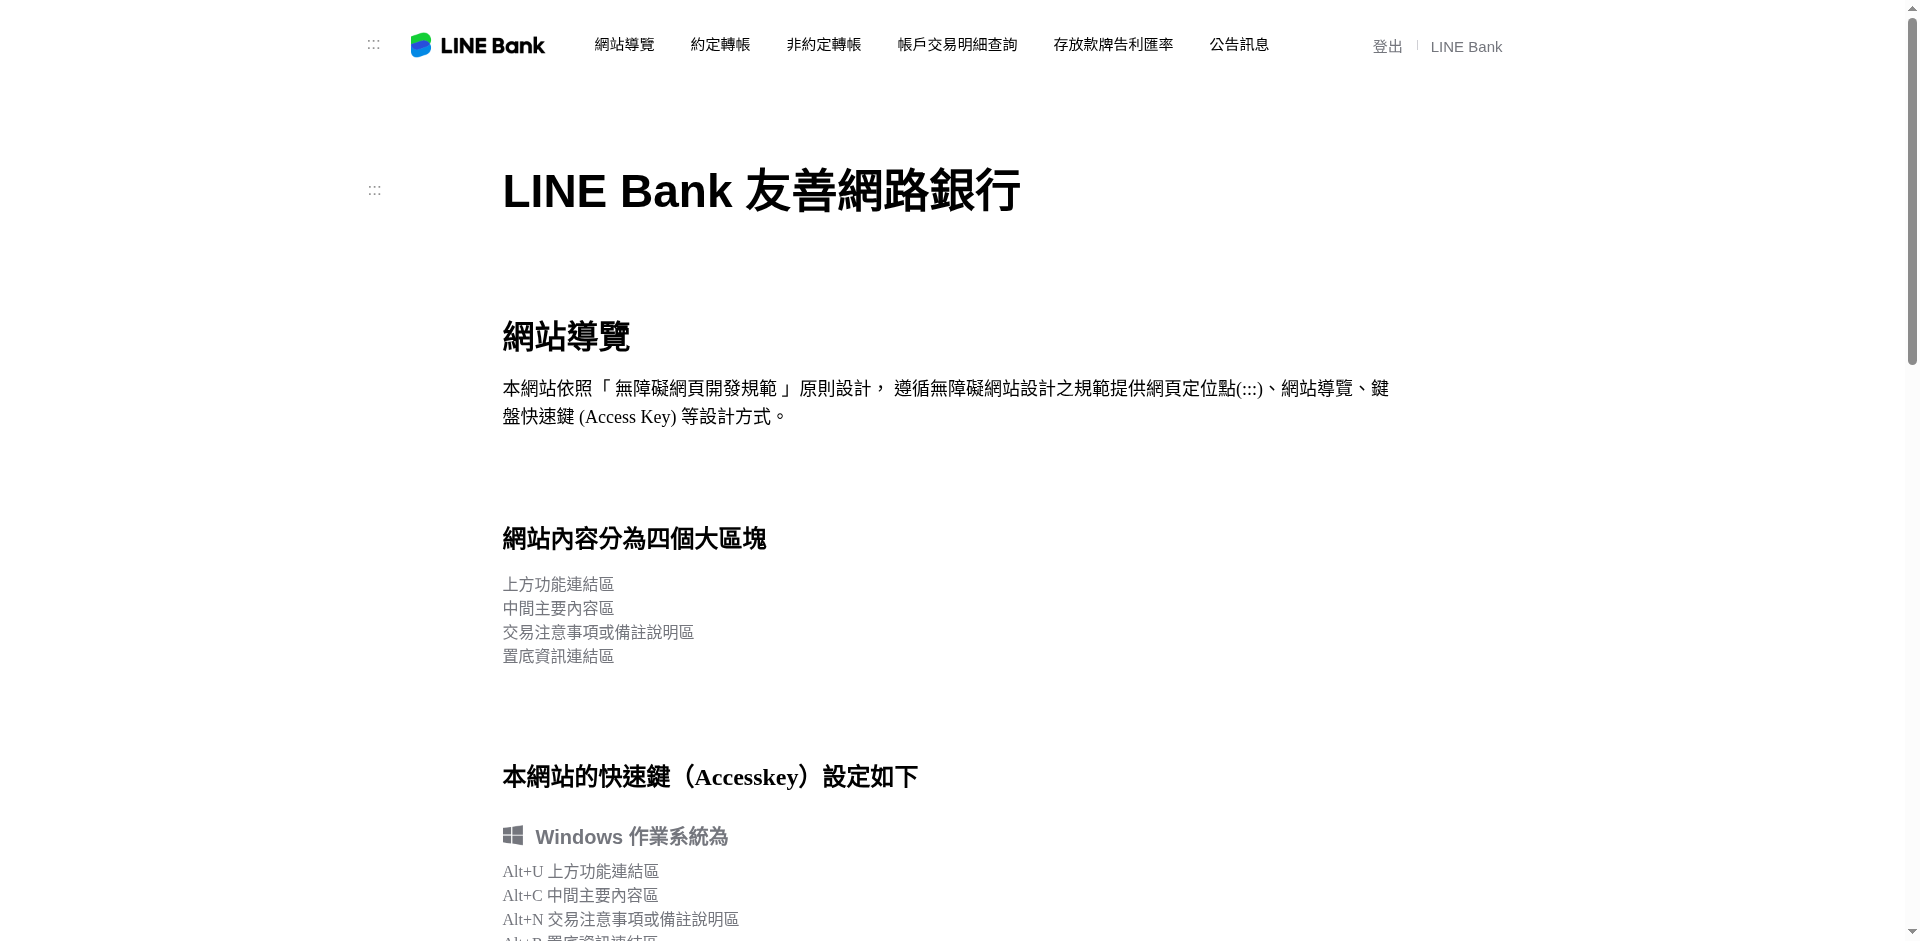 :::
LINE Bank
網站導覽
約定轉帳
非約定轉帳
帳戶交易明細查詢
存放款牌告利匯率
公告訊息
登出
LINE Bank
:::
LINE Bank 友善網路銀行
網站導覽
本網站依照「 無障礙網頁開發規範 」原則設計， 遵循無障礙網站設計之規範提供網頁定位點(:::)、網站導覽、鍵
盤快速鍵 (Access Key) 等設計方式。
網站內容分為四個大區塊
上方功能連結區
中間主要內容區
交易注意事項或備註說明區
置底資訊連結區
本網站的快速鍵（Accesskey）設定如下
Windows 作業系統為
Alt+U 上方功能連結區
Alt+C 中間主要內容區
Alt+N 交易注意事項或備註說明區